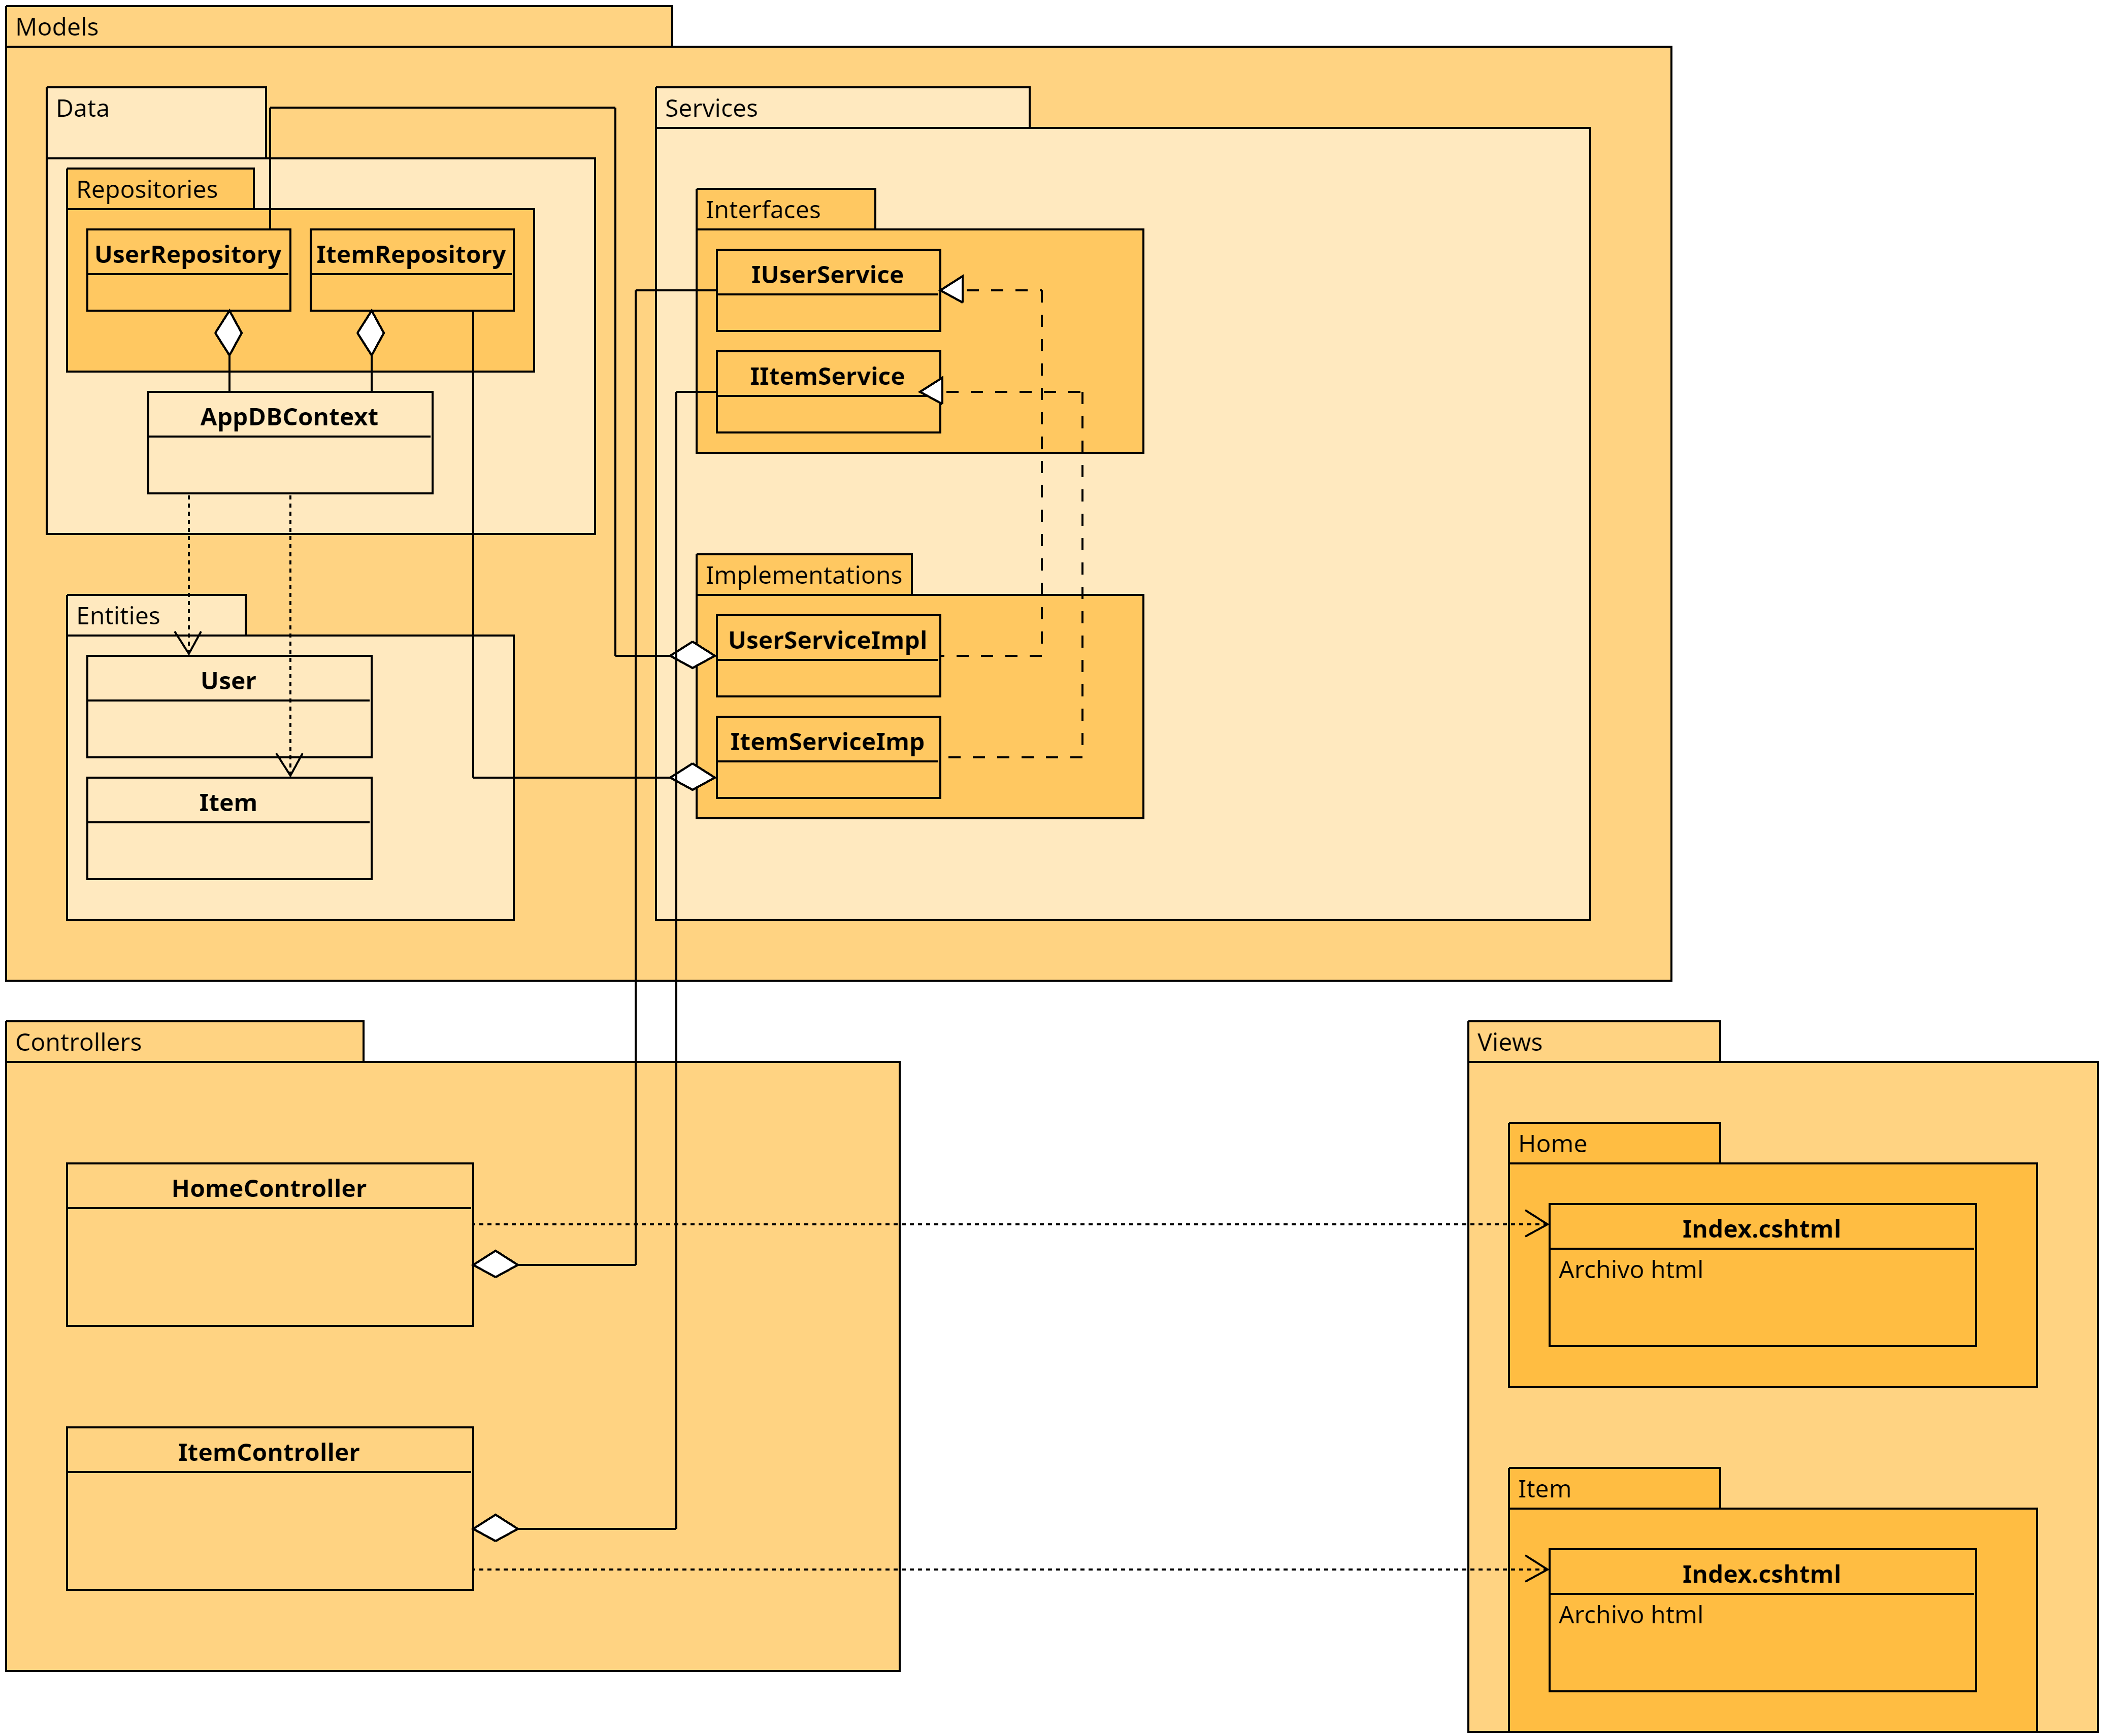 Models
Data
Repositories
UserRepository
ItemRepository
AppDBContext
Entities
User
Item
Services
Interfaces
IUserService
IItemService
Implementations
UserServiceImpl
ItemServiceImp
Controllers
HomeController
ItemController
Views
Home
Index.cshtml
Archivo html
Item
Index.cshtml
Archivo html